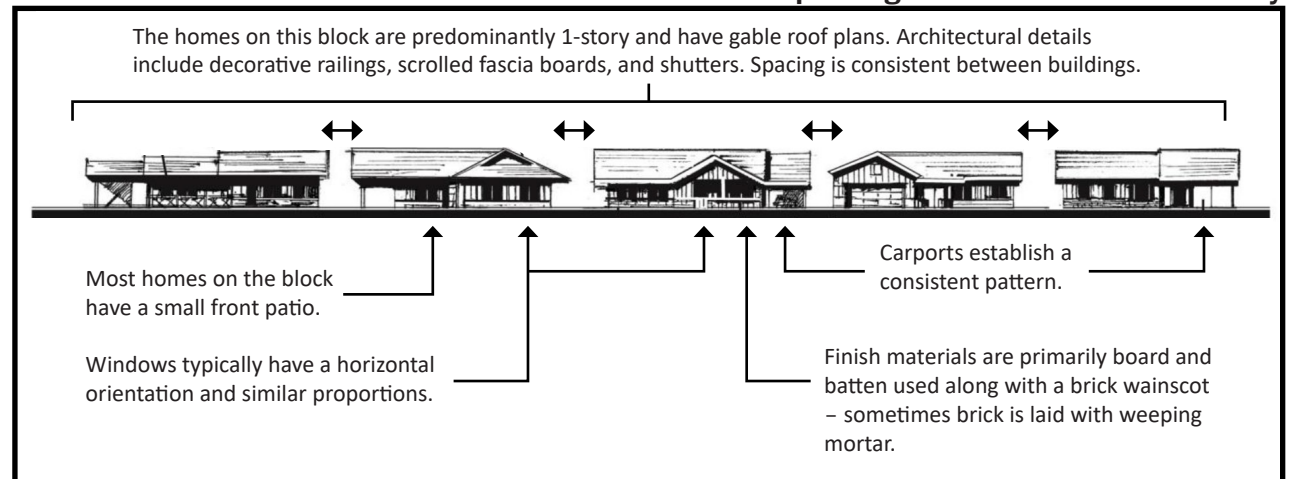 The homes on this block are predominantly 1-story and have gable roof plans. Architectural details
include decorative railings, scrolled fascia boards, and shutters. Spacing is consistent between buildings.
Most homes on the block
have a small front patio.
Carports establish a
consistent pattern.
Windows typically have a horizontal
orientation and similar proportions.
Finish materials are primarily board and
batten used along with a brick wainscot
– sometimes brick is laid with weeping
mortar.